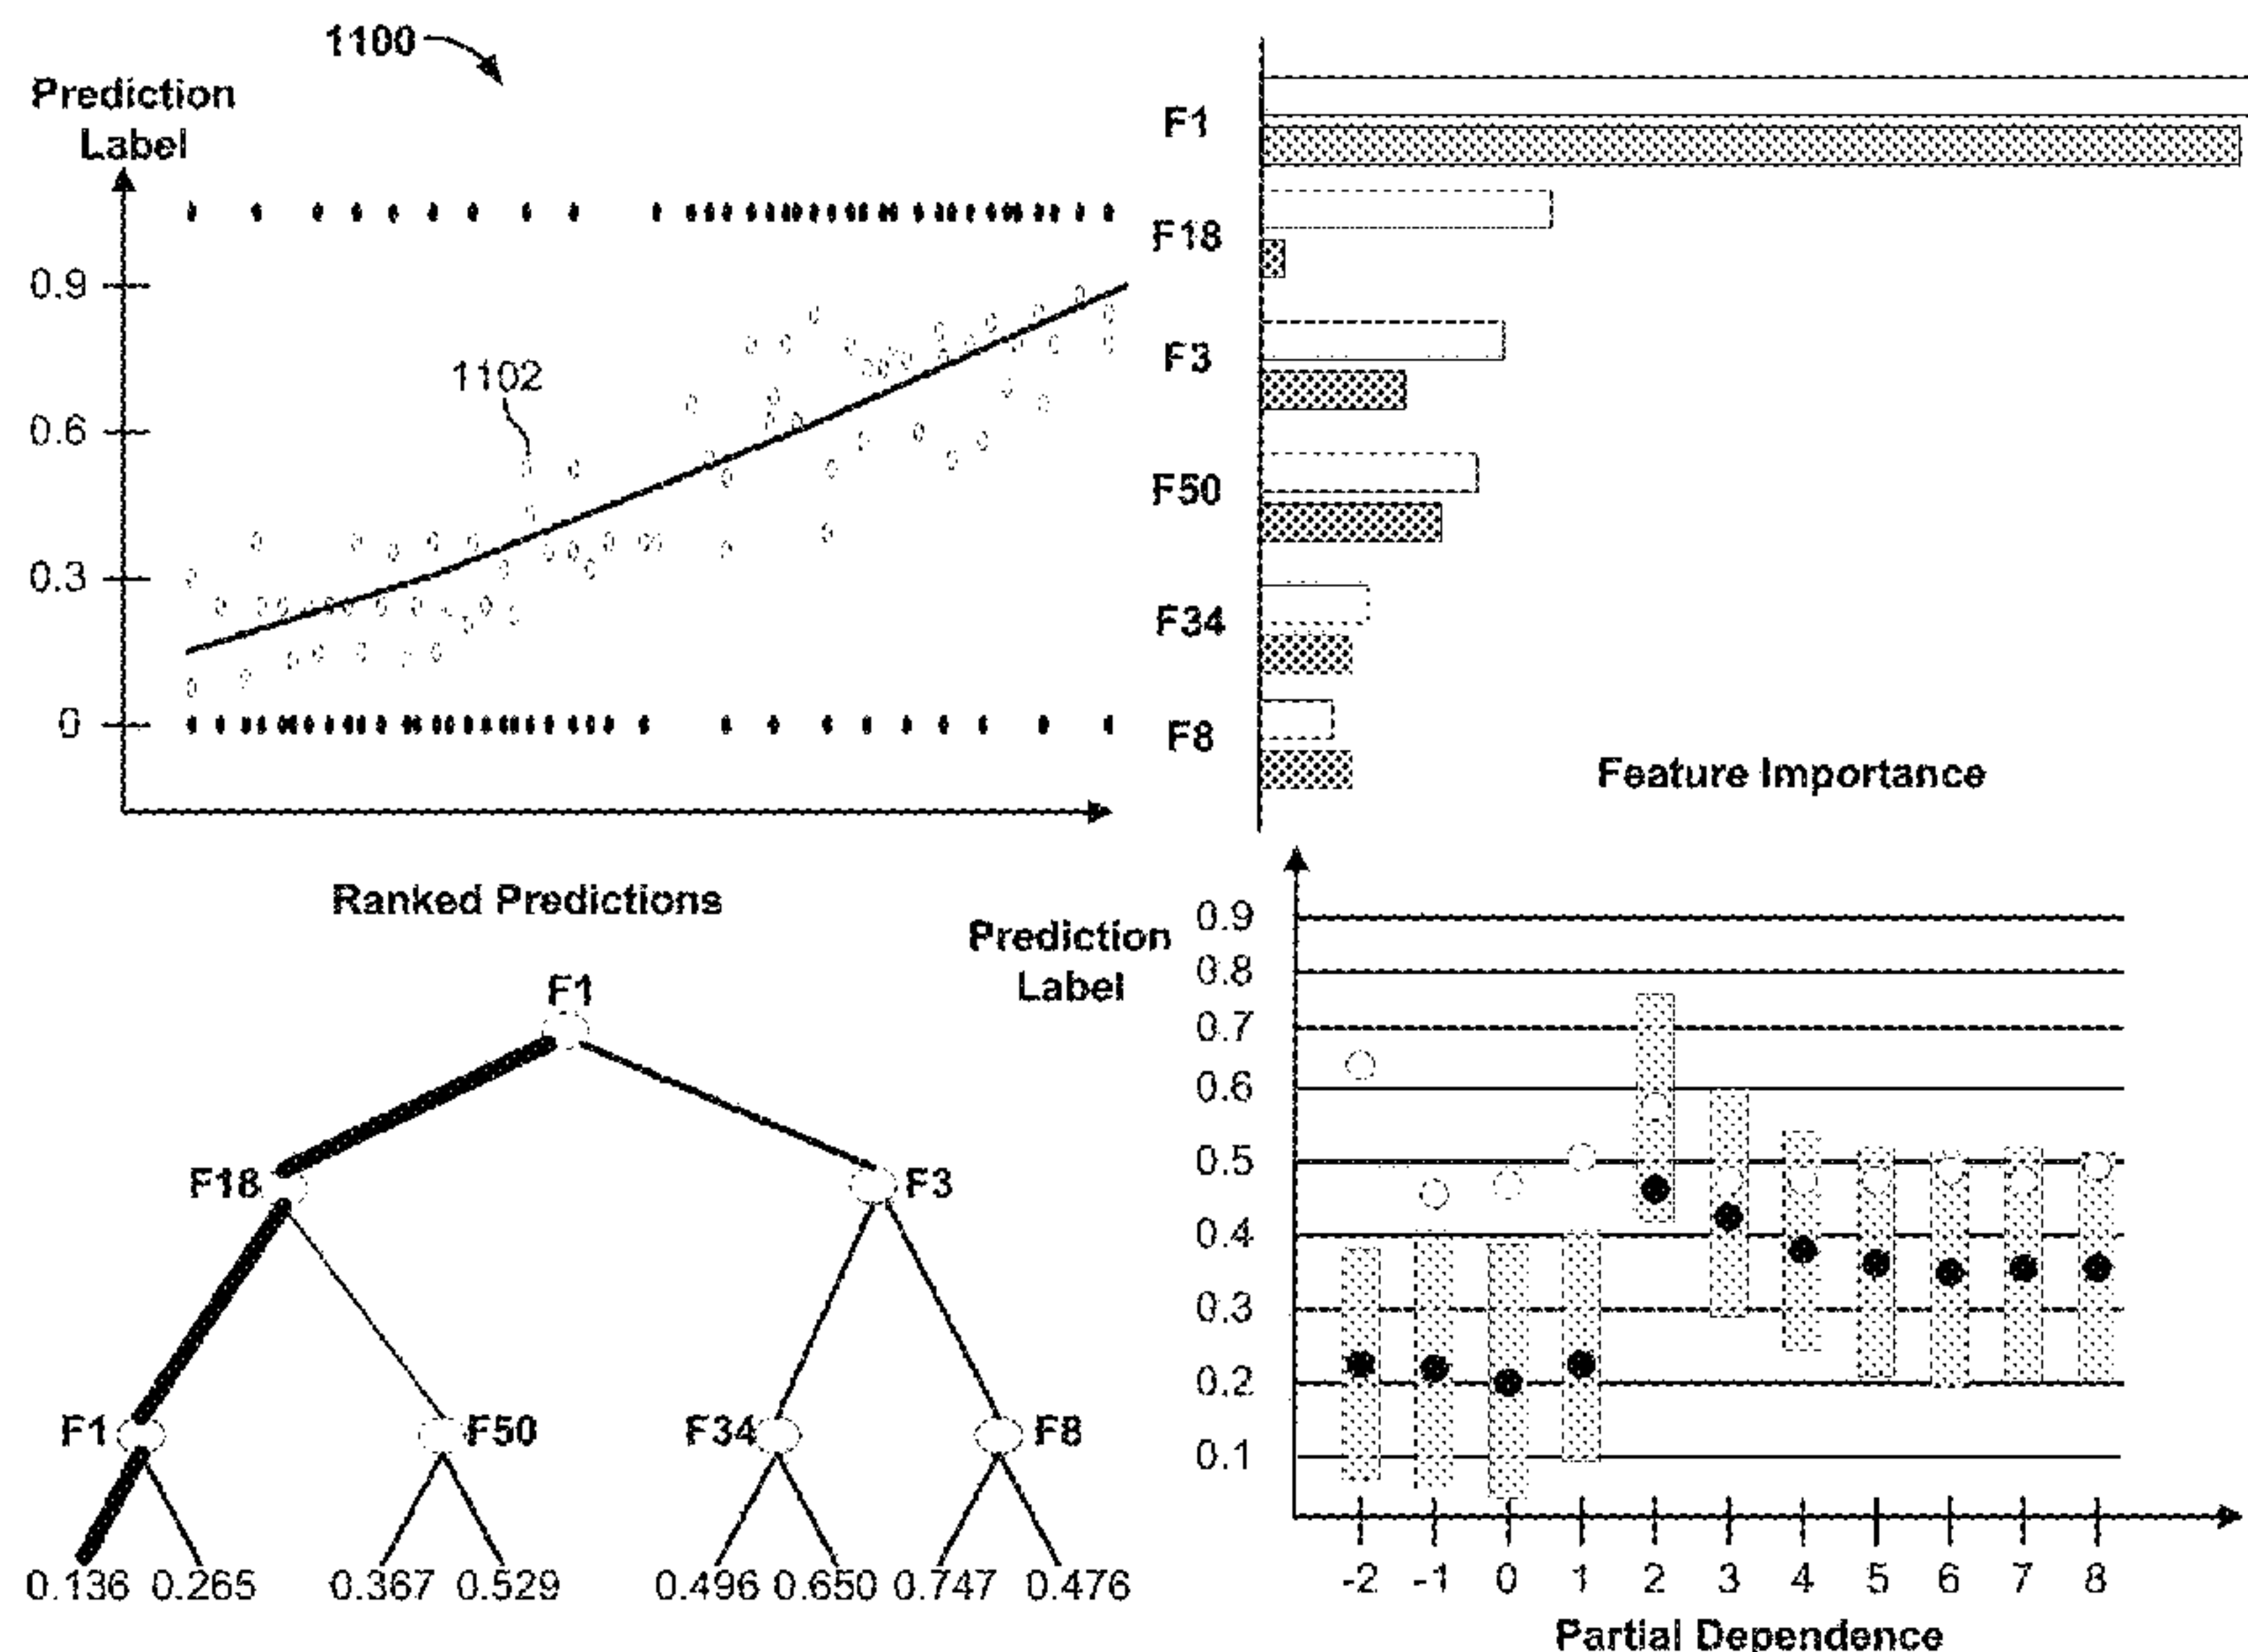 1100
Prediction
Label
0.9
0.6
0.3
0
1102
Ranked Predictions
F1
F18
F3
F50
F34
F8
Feature Importance
F1
F18
F3
F1
F50
F34
F8
0.136 0.265 0.367 0.529 0.496 0.650 0.747 0.476
Prediction
Label
0.9
0.8
0.7
0.6
0.5
0.4
0.3
0.2
0.1
-2 -1 0 1 2 3 4 5 6 7 8
Partial Dependence